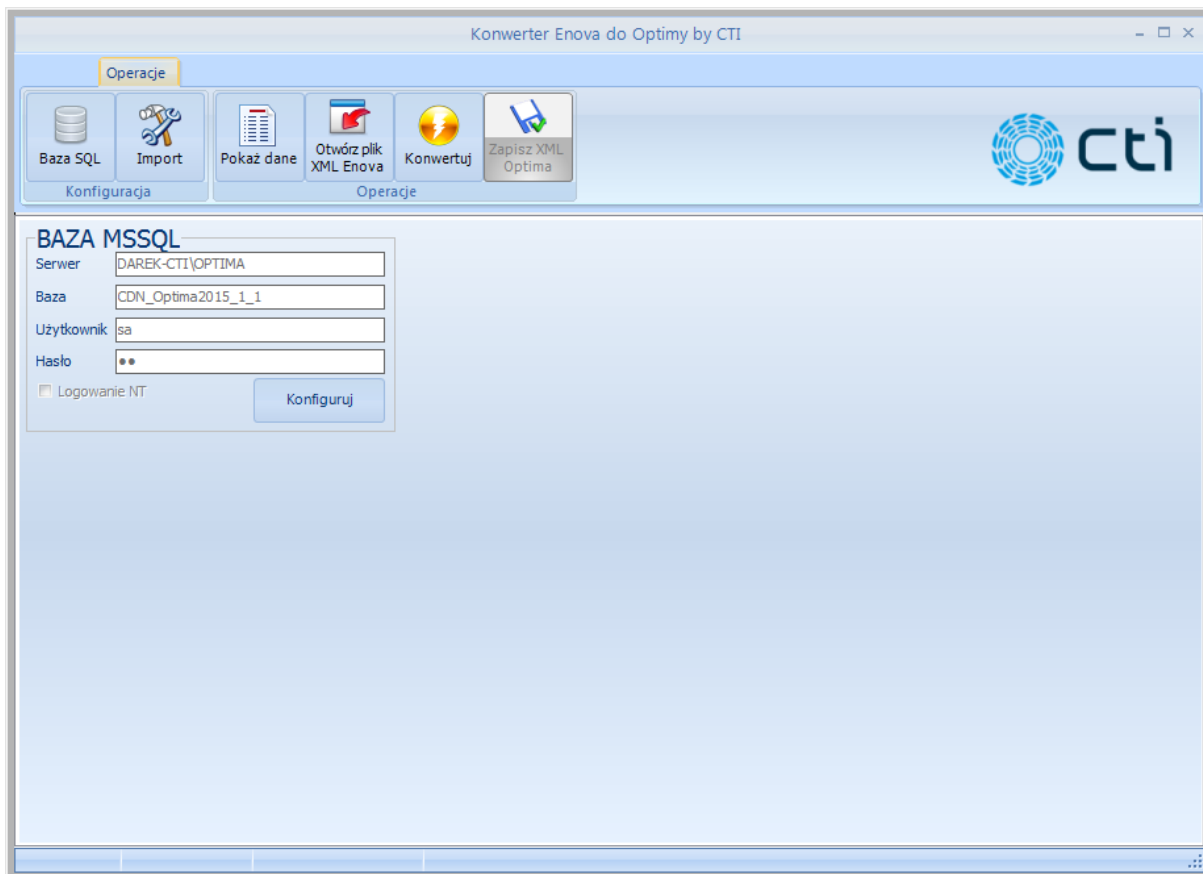 Konwerter Enova do Optimy by CTI
Operacje
Baza SQL
Import
Pokaż dane
Otwórz plik
XML Enova
Konwertuj
Zapisz XML
Optima
Konfiguracja
Operacje
cti
BAZA MSSQL
Serwer DAREK-CTI\OPTIMA
Baza CDN_Optima2015_1_1
Użytkownik sa
Hasło ●●
Logowanie NT
Konfiguruj